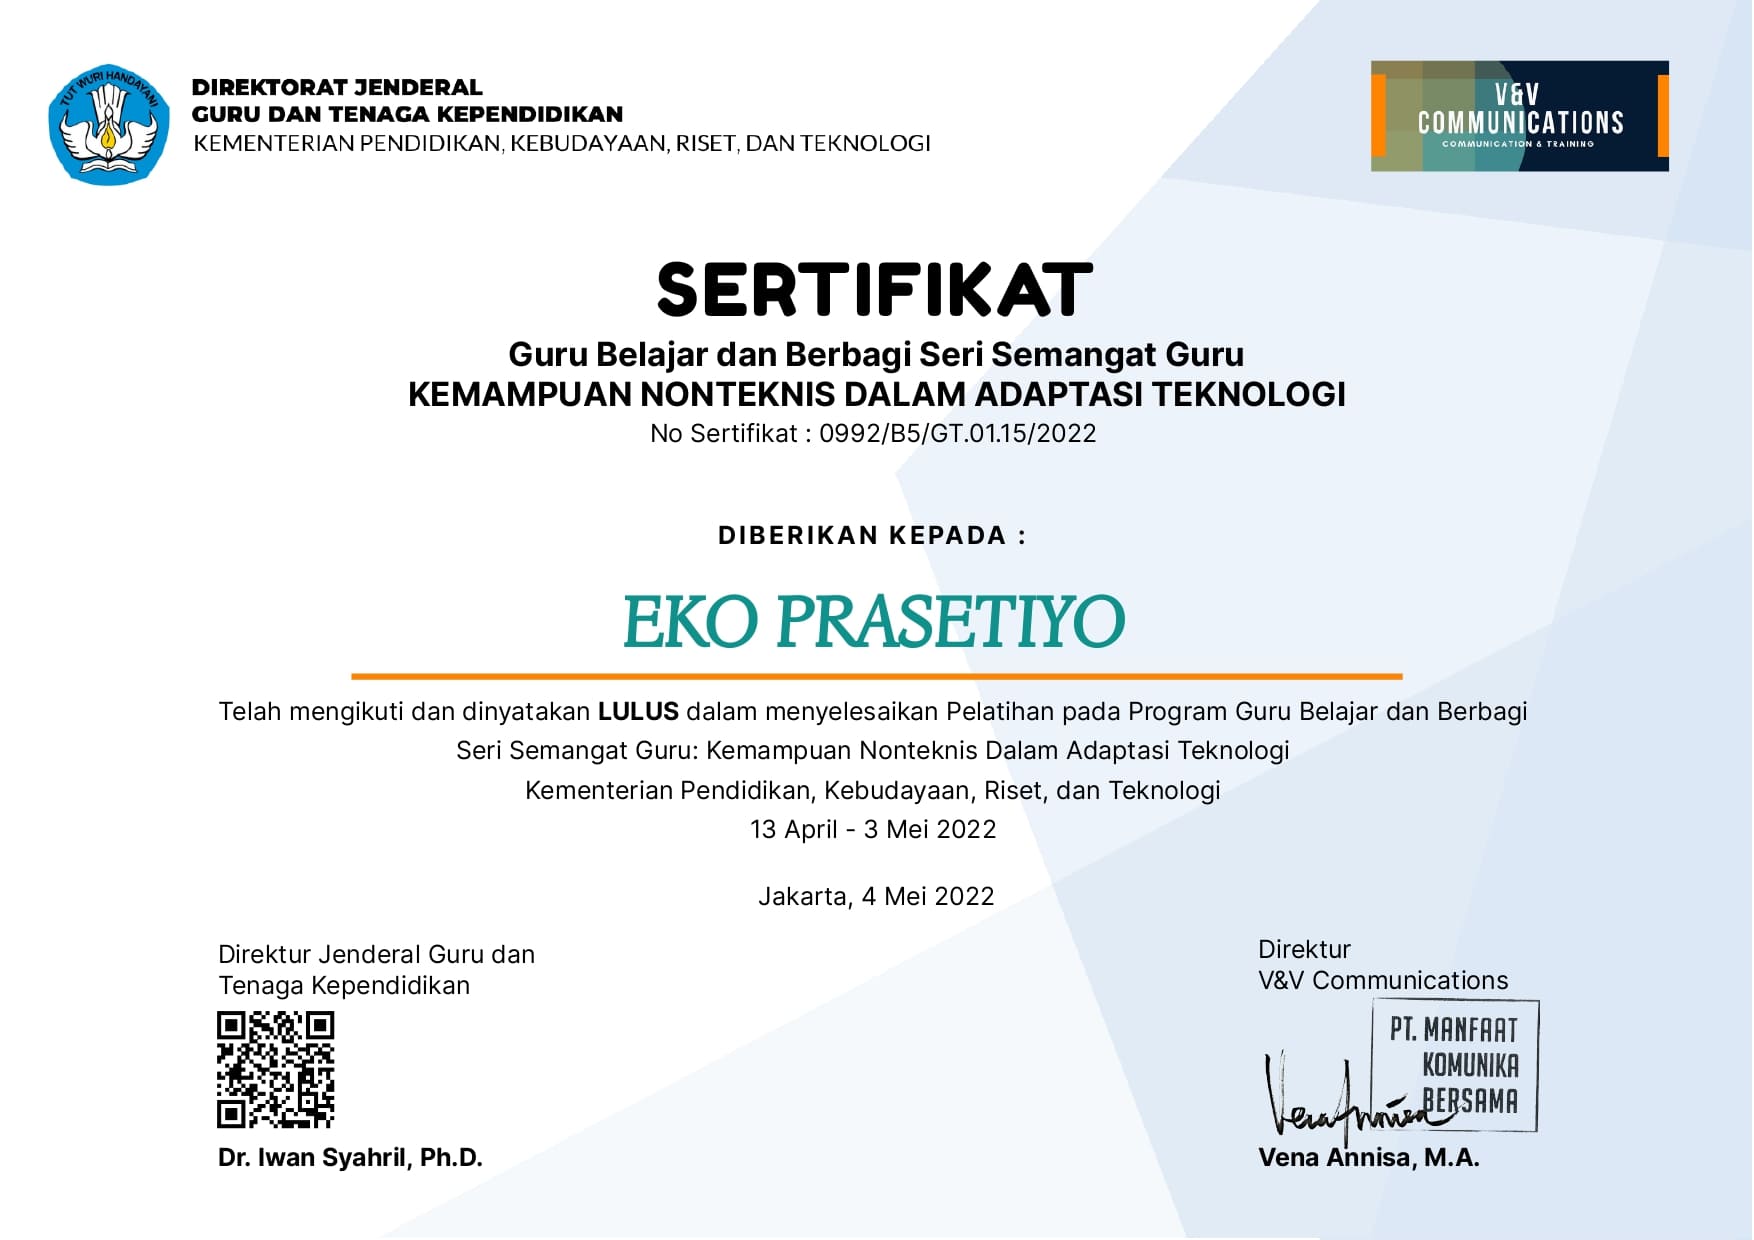 TUT WURI HANDAYANI
DIREKTORAT JENDERAL
GURU DAN TENAGA KEPENDIDIKAN
KEMENTERIAN PENDIDIKAN, KEBUDAYAAN, RISET, DAN TEKNOLOGI
V&V
COMMUNICATIONS
COMMUNICATION & TRAINING
SERTIFIKAT
Guru Belajar dan Berbagi Seri Semangat Guru
KEMAMPUAN NONTEKNIS DALAM ADAPTASI TEKNOLOGI
No Sertifikat : 0992/B5/GT.01.15/2022
DIBERIKAN KEPADA :
EKO PRASETIYO
Telah mengikuti dan dinyatakan LULUS dalam menyelesaikan Pelatihan pada Program Guru Belajar dan Berbagi
Seri Semangat Guru: Kemampuan Nonteknis Dalam Adaptasi Teknologi
Kementerian Pendidikan, Kebudayaan, Riset, dan Teknologi
13 April - 3 Mei 2022
Jakarta, 4 Mei 2022
Direktur Jenderal Guru dan
Tenaga Kependidikan
Dr. Iwan Syahril, Ph.D.
Direktur
V&V Communications
PT. MANFAAT
KOMUNIKA
BERSAMA
Vena Annisa
Vena Annisa, M.A.